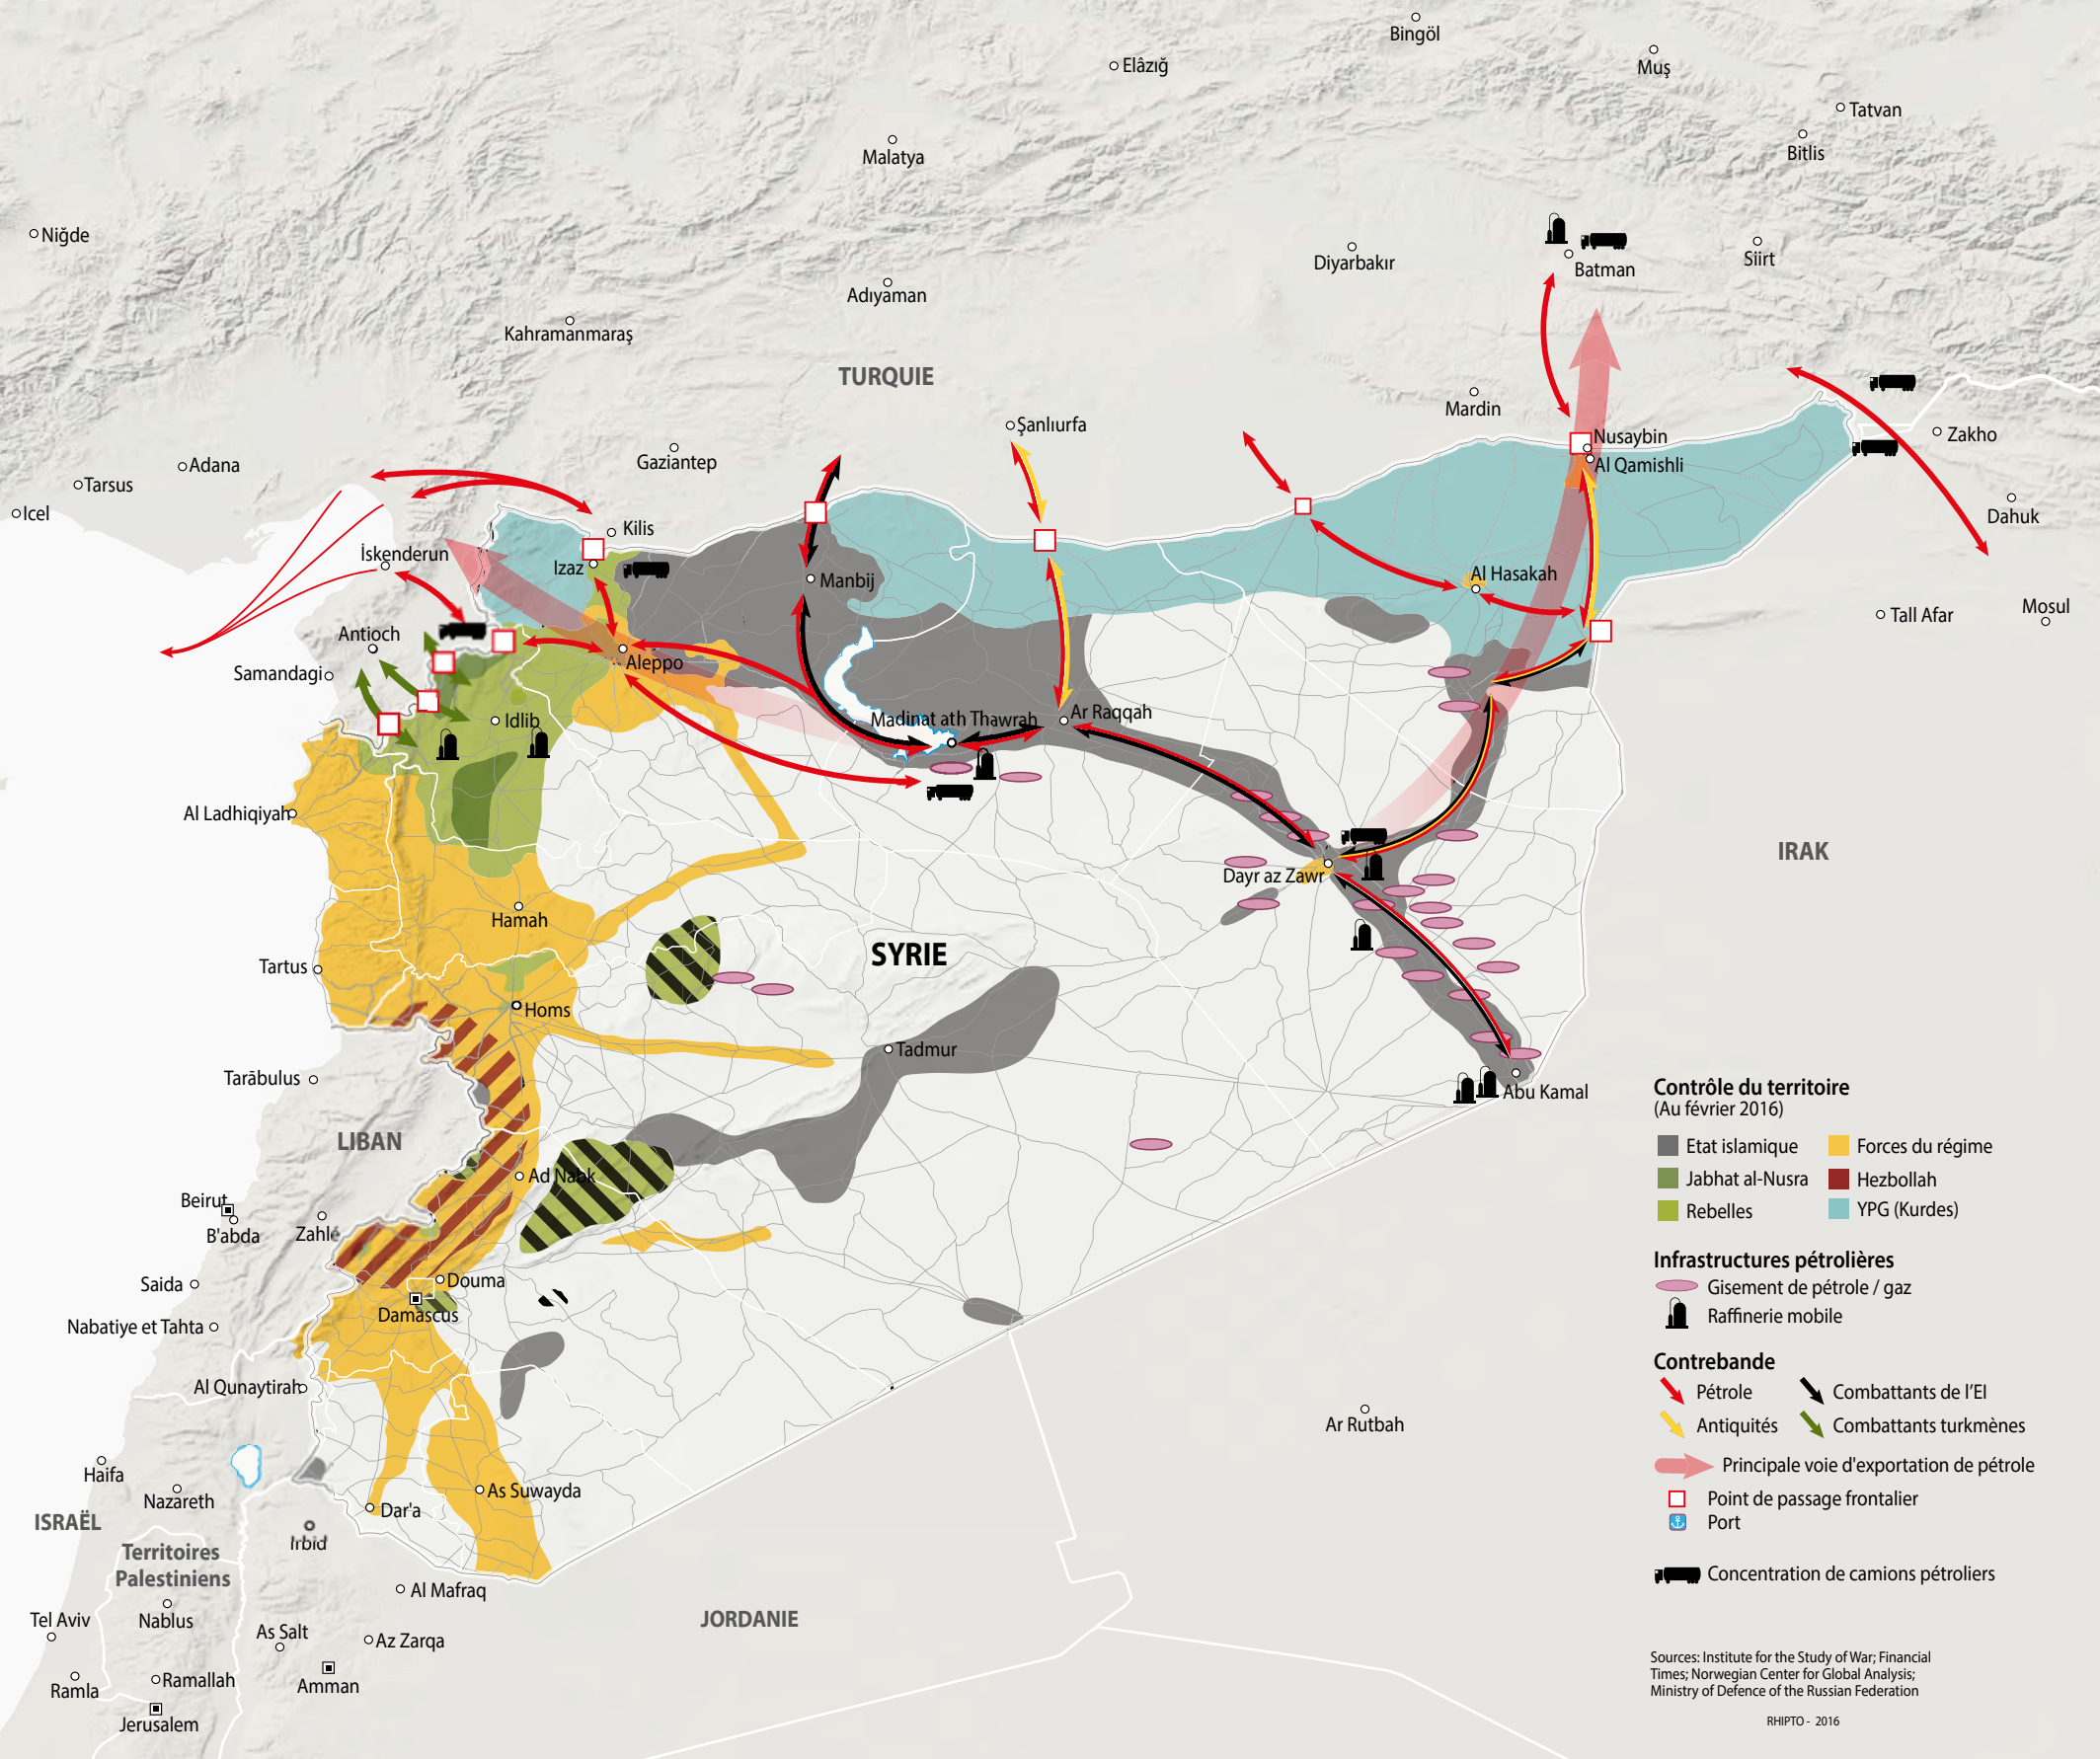 Bingöl
Muş
Elâzığ
Tatvan
Bitlis
Malatya
Niğde
Siirt
Diyarbakır
Batman
Adıyaman
Kahramanmaraş
TURQUIE
Mardin
Şanlıurfa
Nusaybin
Zakho
Al Qamishli
Gaziantep
Adana
Tarsus
Icel
Dahuk
Kilis
İskenderun
Izaz
Manbij
Al Hasakah
Mosul
Tall Afar
Antioch
Aleppo
Samandagi
Idlib
Madinat ath Thawrah
Ar Raqqah
Al Ladhiqiyah
IRAK
Dayr az Zawr
Hamah
SYRIE
Tartus
Homs
Tadmur
Tarābulus
Abu Kamal
LIBAN
Ad Nabk
Beirut
B'abda
Zahlé
Saida
Douma
Damascus
Nabatiye et Tahta
Al Qunaytirah
Ar Rutbah
Haifa
Nazareth
As Suwayda
Dar'a
ISRAËL
Irbid
Territoires
Palestiniens
Al Mafraq
Nablus
Tel Aviv
As Salt
Az Zarqa
JORDANIE
Ramallah
Ramla
Amman
Jerusalem
Contrôle du territoire
(Au février 2016)
Etat islamique
Forces du régime
Jabhat al-Nusra
Hezbollah
Rebelles
YPG (Kurdes)
Infrastructures pétrolières
Gisement de pétrole / gaz
Raffinerie mobile
Contrebande
Pétrole
Combattants de l'EI
Antiquités
Combattants turkmènes
Principale voie d'exportation de pétrole
Point de passage frontalier
Port
Concentration de camions pétroliers
Sources: Institute for the Study of War; Financial
Times; Norwegian Center for Global Analysis;
Ministry of Defence of the Russian Federation
RHIPTO - 2016